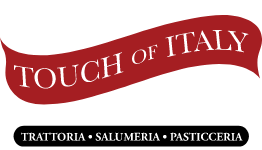 TOUCH OF ITALY
TRATTORIA • SALUMERIA • PASTICCERIA